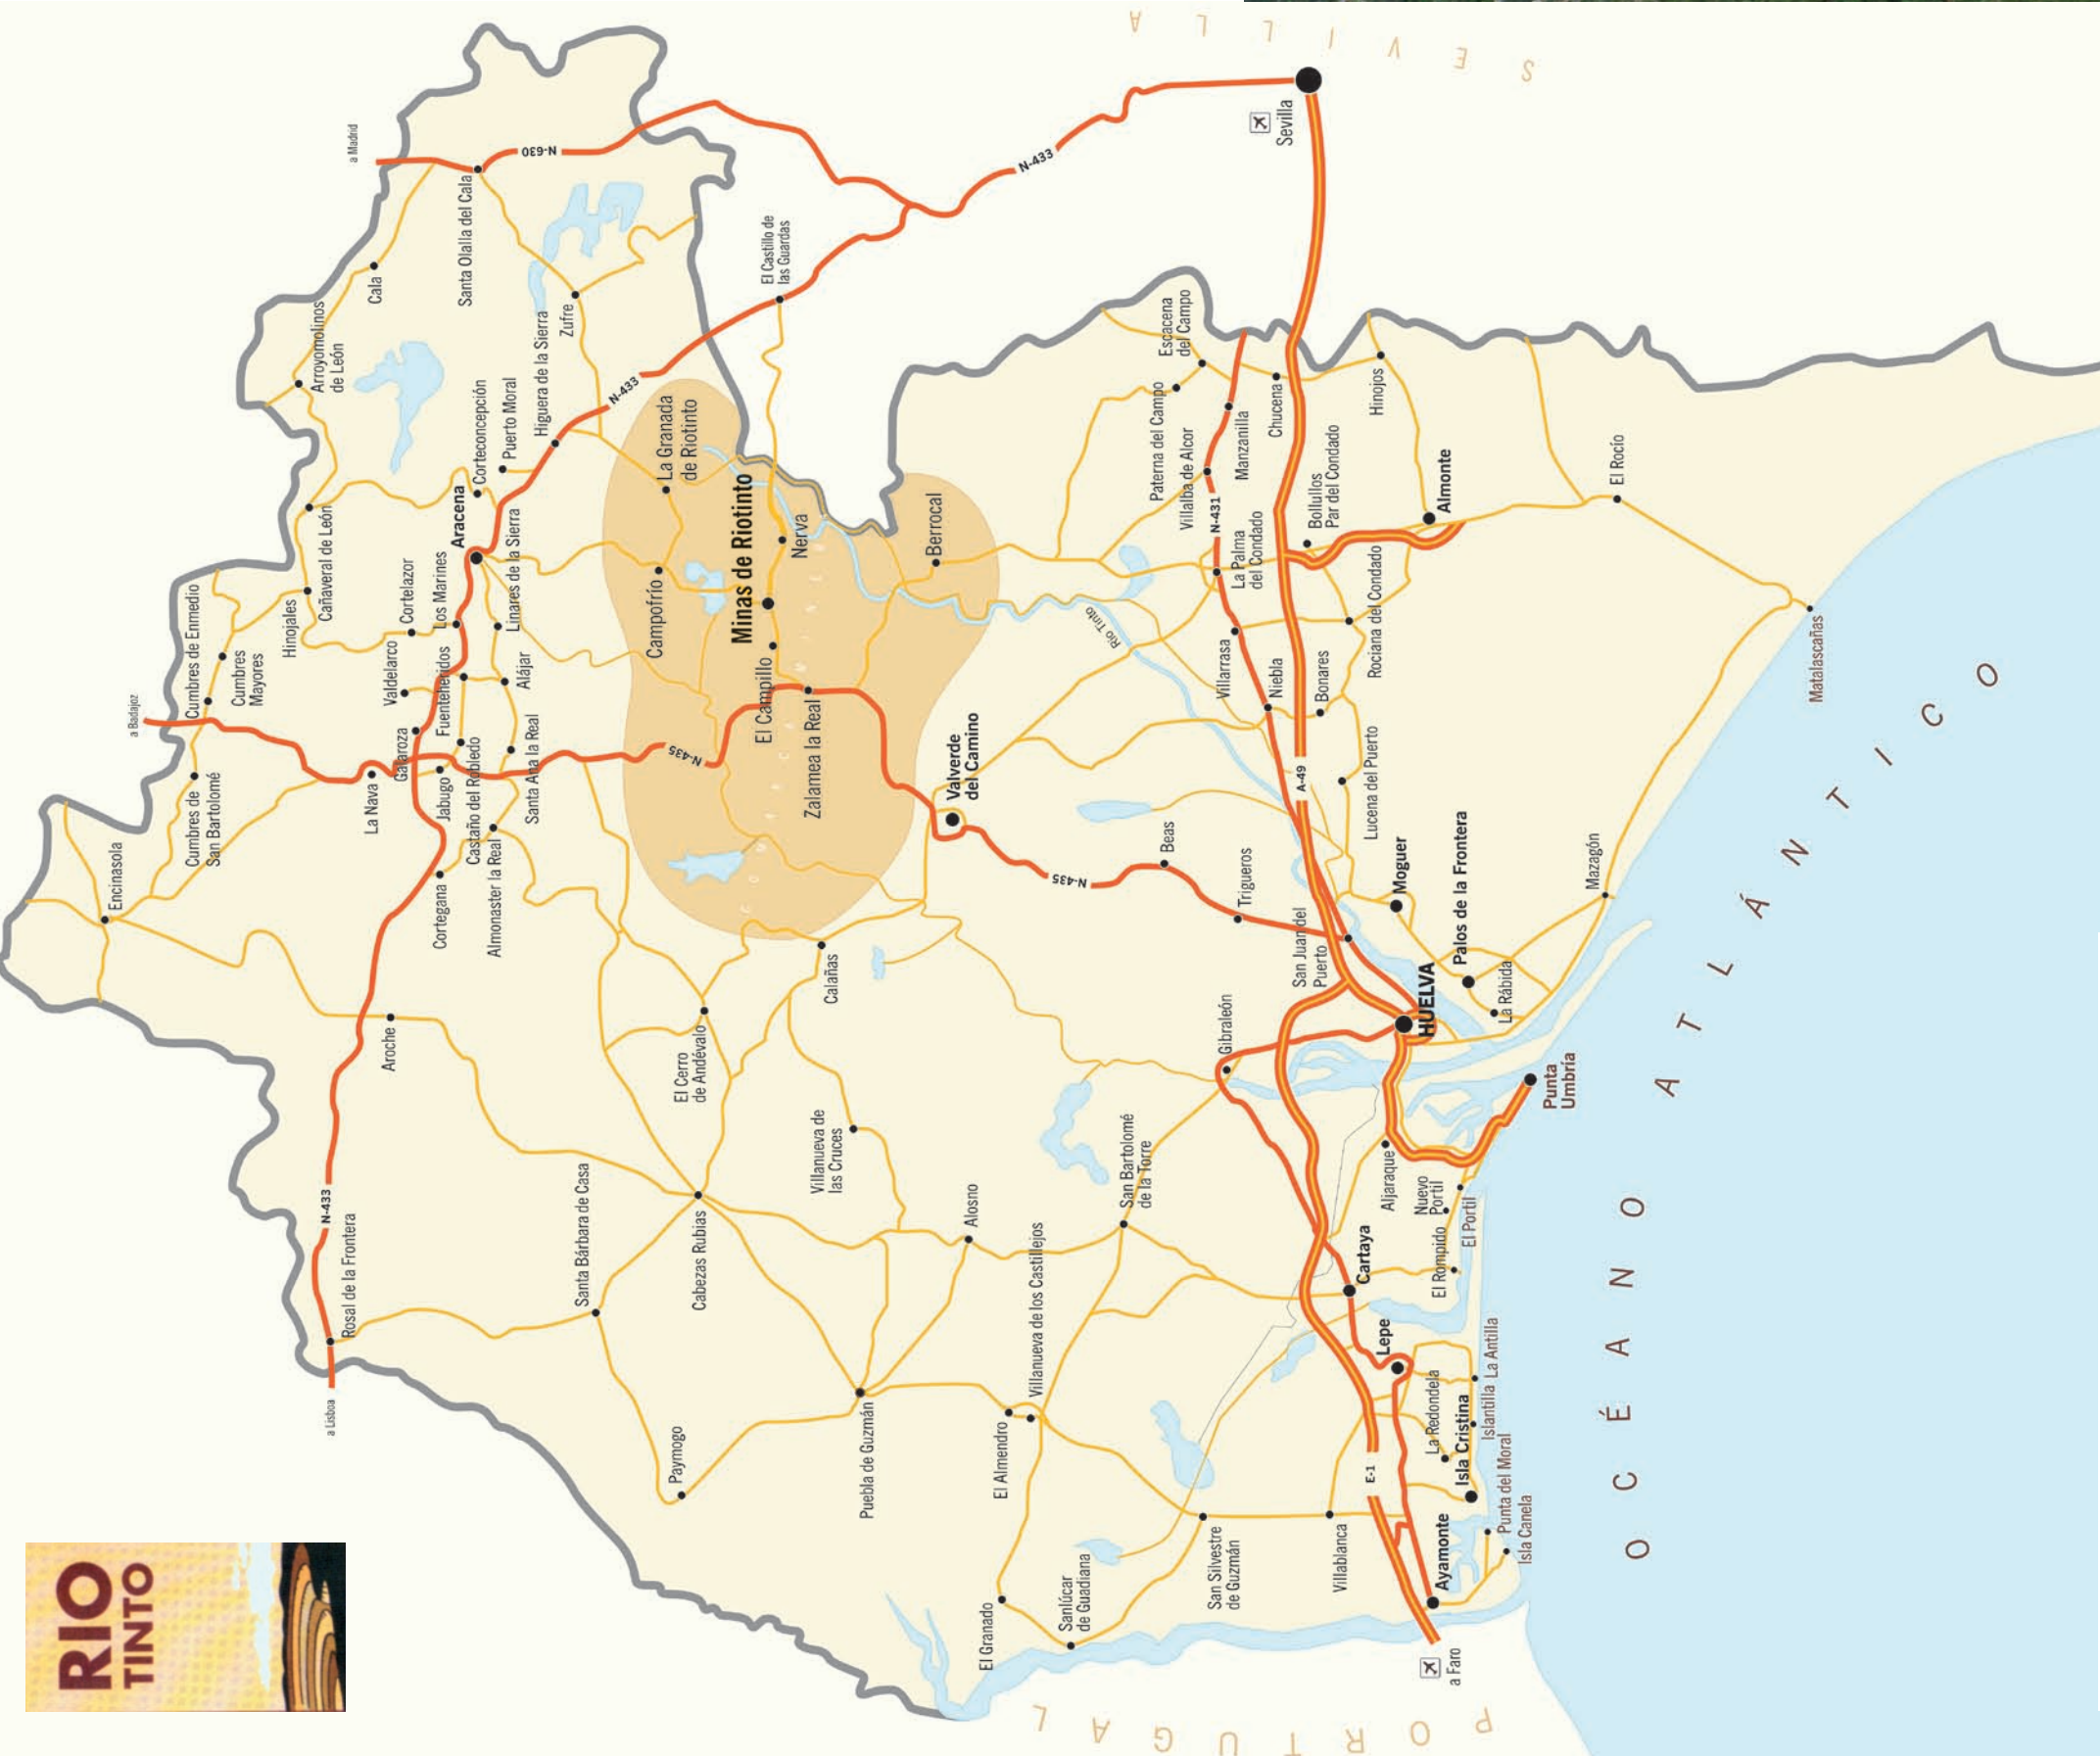 RIO
TINTO
SEVILLA
PORTUGAL
OCÉANO ATLÁNTICO
a Madrid
a Badajoz
a Lisboa
a Faro
Encinasola
Cumbres de
San Bartolomé
Cumbres de Enmedio
Cumbres
Mayores
Hinojales
Cañaveral de León
Arroyomolinos
de León
Cala
Santa Olalla del Cala
N-630
Zufre
Higuera de la Sierra
Puerto Moral
Corteconcepción
Aracena
Linares de la Sierra
Los Marines
Cortelazor
Valdelarco
Fuenteheridos
Alájar
Galaroza
La Nava
Jabugo
Castaño del Robledo
Santa Ana la Real
Almonaster la Real
Cortegana
Aroche
N-433
Rosal de la Frontera
N-433
El Castillo de
las Guardas
N-433
Sevilla
La Granada
de Riotinto
Campofrío
Minas de Riotinto
Nerva
El Campillo
Zalamea la Real
N-435
Berrocal
CUENCA MINERA
Río Tinto
Valverde
del Camino
N-435
Beas
Trigueros
Calañas
El Cerro
de Andévalo
Villanueva de
las Cruces
Cabezas Rubias
Santa Bárbara de Casa
Paymogo
Puebla de Guzmán
Alosno
Villanueva de los Castillejos
El Almendro
San Bartolomé
de la Torre
El Granado
Sanlúcar
de Guadiana
San Silvestre
de Guzmán
Villablanca
Ayamonte
E-1
Isla Canela
Punta del Moral
Isla Cristina
La Redondela
Islantilla
La Antilla
Lepe
Cartaya
El Rompido
El Portil
Nuevo
Portil
Aljaraque
Punta
Umbría
Gibraleón
HUELVA
San Juan del
Puerto
La Rábida
Palos de la Frontera
Moguer
Mazagón
Lucena del Puerto
A-49
Bonares
Niebla
Villarrasa
Rociana del Condado
La Palma
del Condado
N-431
Bollullos
Par del Condado
Almonte
Villalba de Alcor
Manzanilla
Paterna del Campo
Escacena
del Campo
Chucena
Hinojos
El Rocío
Matalascañas